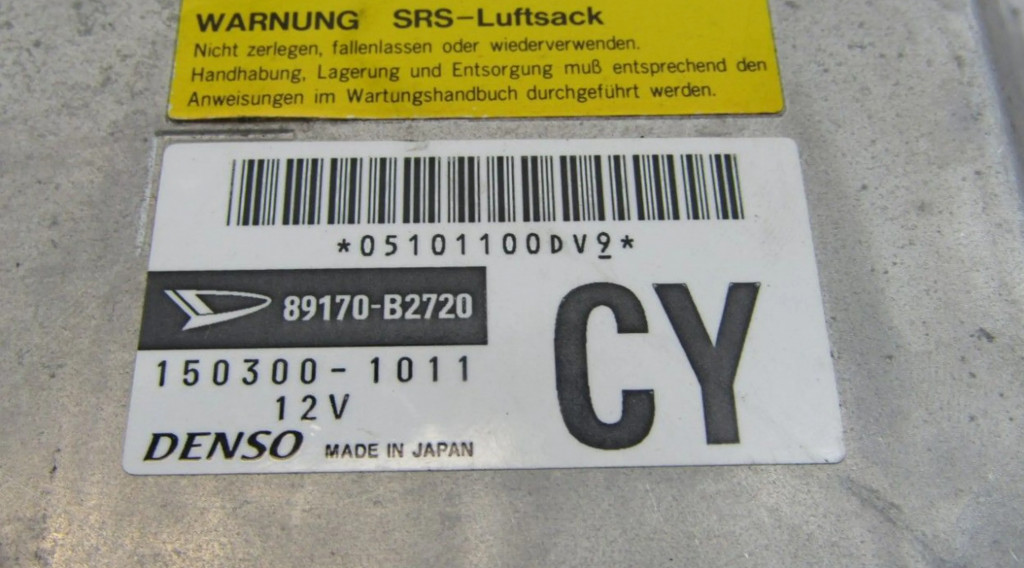 WARNUNG SRS-Luftsack
Nicht zerlegen, fallenlassen oder wiederverwenden.
Handhabung, Lagerung und Entsorgung muß entsprechend den
Anweisungen im Wartungshandbuch durchgeführt werden.
*05101100DV9*
89170-B2720
150300-1011
12V
CY
DENSO MADE IN JAPAN